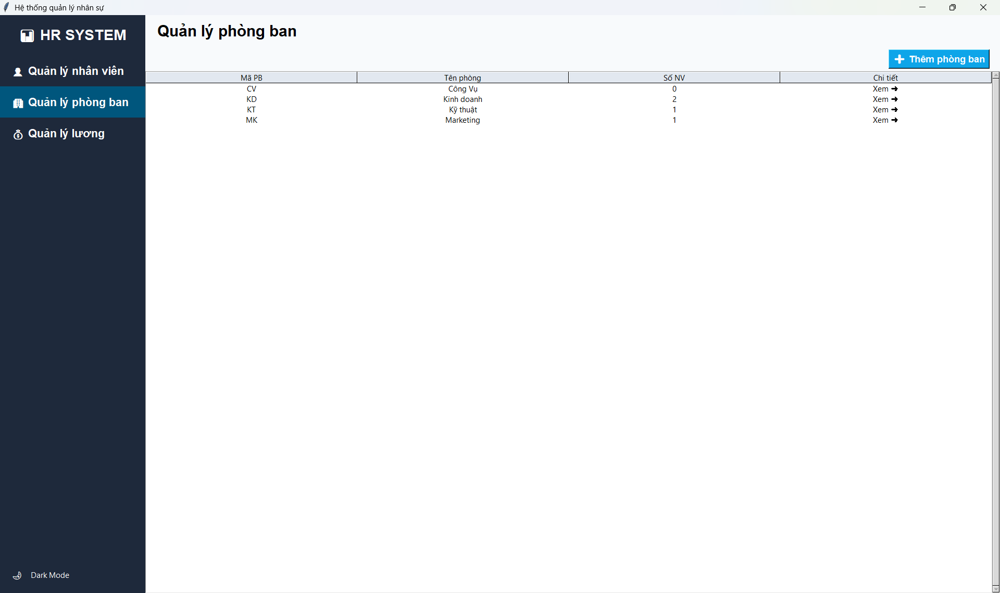 Hệ thống quản lý nhân sự
HR SYSTEM
Quản lý nhân viên
Quản lý phòng ban
Quản lý lương
Dark Mode
Quản lý phòng ban
Thêm phòng ban
Mã PB Tên phòng Số NV Chi tiết
CV Công Vụ 0 Xem ➜
KD Kinh doanh 2 Xem ➜
KT Kỹ thuật 1 Xem ➜
MK Marketing 1 Xem ➜